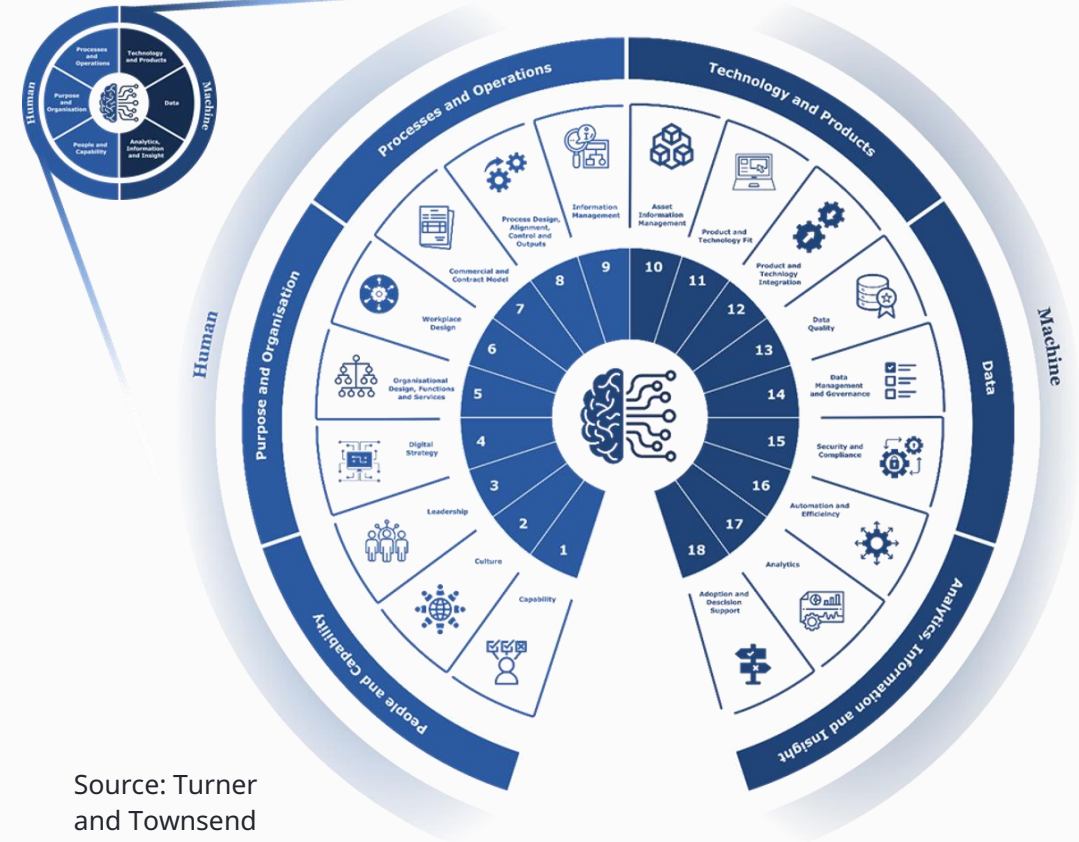 Human
Machine
Processes
and
Operations
Technology
and Products
Purpose
and
Organisation
Data
People and
Capability
Analytics,
Information
and Insight
Human
Machine
Processes and Operations
Technology and Products
Purpose and Organisation
Data
People and Capability
Analytics, Information and Insight
Capability
Culture
Leadership
Digital
Strategy
Organisational
Design, Functions
and Services
Workplace
Design
Commercial and
Contract Model
Process Design,
Alignment,
Control and
Outputs
Information
Management
Asset
Information
Management
Product and
Technology Fit
Product and
Technlogy
Integration
Data
Quality
Data
Management
and Governance
Security and
Compliance
Automation and
Efficielncy
Analytics
Adoption and
Descision
Support
1
2
3
4
5
6
7
8
9
10
11
12
13
14
15
16
17
18
Source: Turner
and Townsend